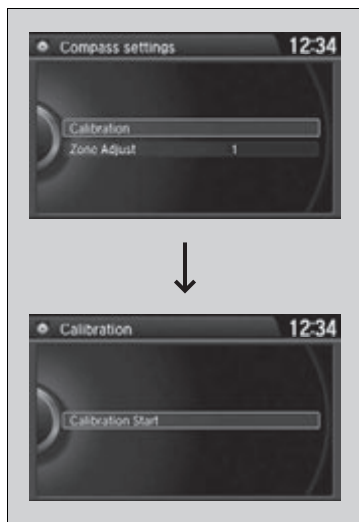 Compass settings 12:34
Calibration
Zone Adjust 1
Calibration 12:34
Calibration Start